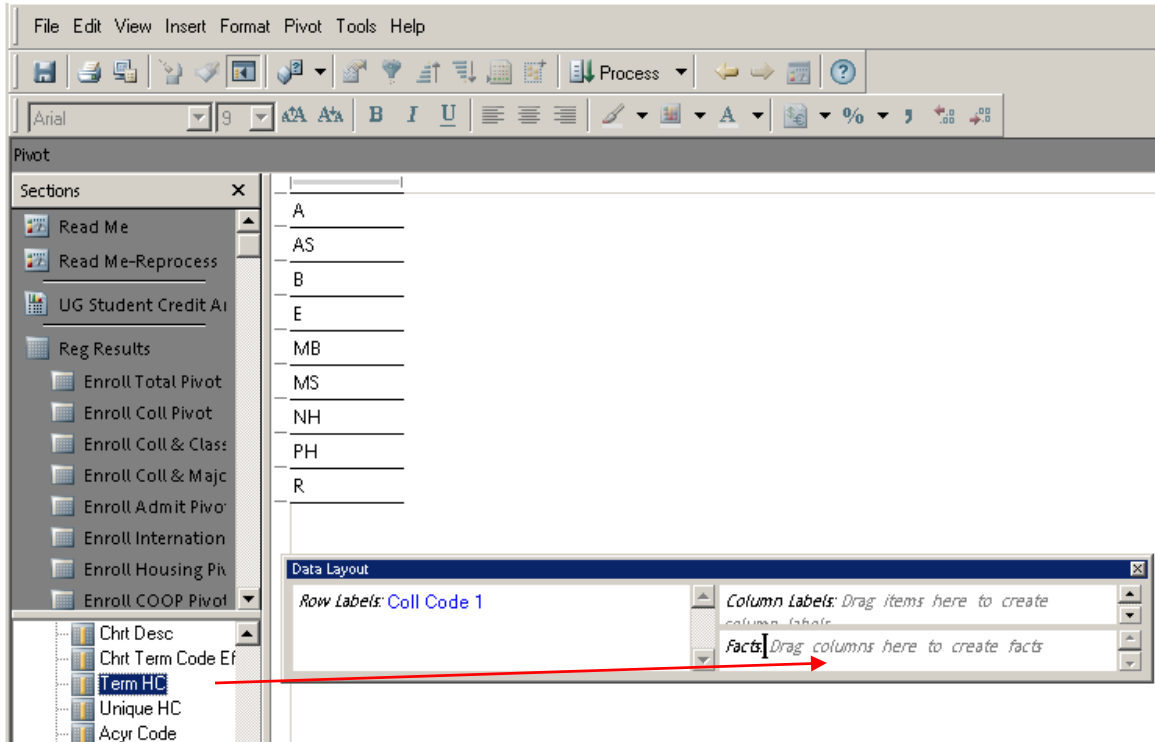 File Edit View Insert Format Pivot Tools Help
Process
Arial 9 B I U A %
Pivot
Sections
Read Me
Read Me-Reprocess
UG Student Credit
Reg Results
Enroll Total Pivot
Enroll Coll Pivot
Enroll Coll & Class
Enroll Coll & Majc
Enroll Admit Pivo
Enroll Internation
Enroll Housing Piv
Enroll COOP Pivot
Chrt Desc
Chrt Term Code Ef
Term HC
Unique HC
Acyr Code
A
AS
B
E
MB
MS
NH
PH
R
Data Layout
Row Labels: Coll Code 1
Column Labels: Drag items here to create
column labels
Facts Drag columns here to create facts